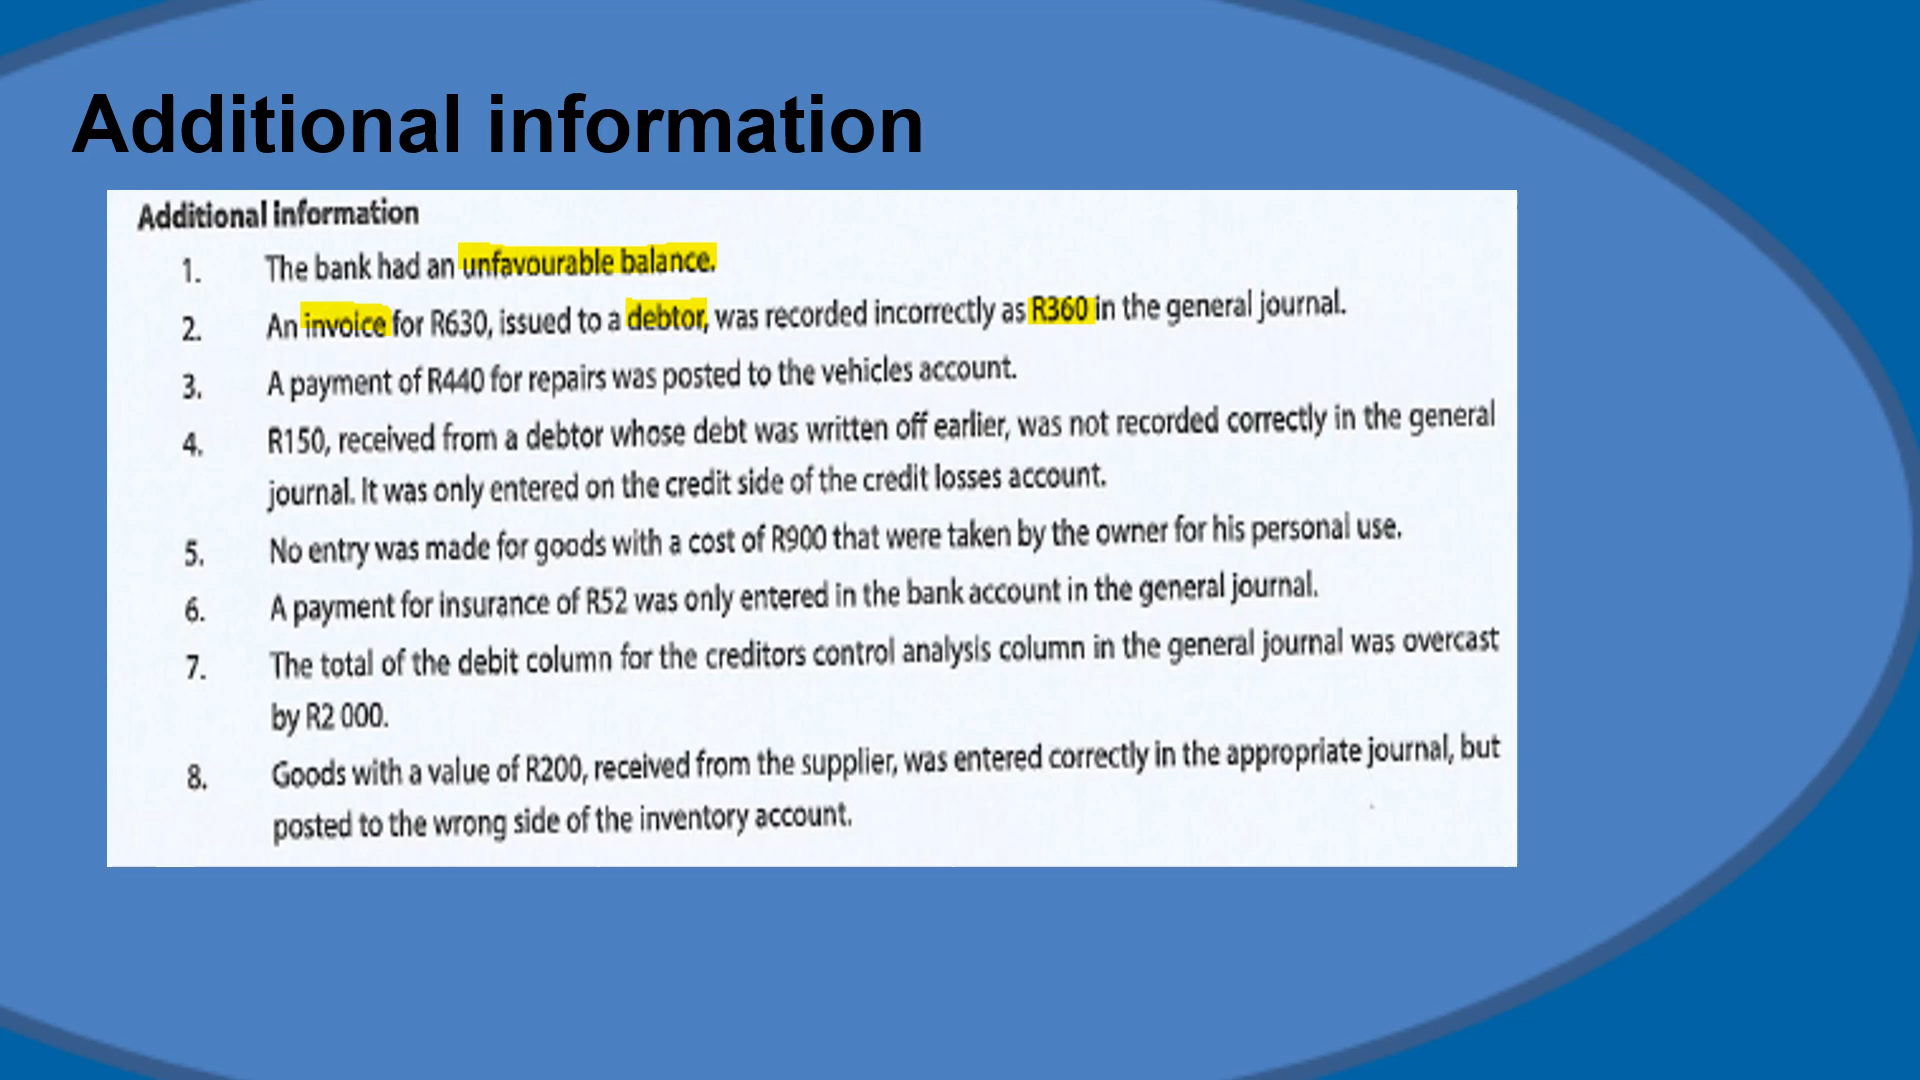 Additional information
Additional information
1. The bank had an unfavourable balance.
2. An invoice for R630, issued to a debtor, was recorded incorrectly as R360 in the general journal.
3. A payment of R440 for repairs was posted to the vehicles account.
4. R150, received from a debtor whose debt was written off earlier, was not recorded correctly in the general
journal. It was only entered on the credit side of the credit losses account.
5. No entry was made for goods with a cost of R900 that were taken by the owner for his personal use.
6. A payment for insurance of R52 was only entered in the bank account in the general journal.
7. The total of the debit column for the creditors control analysis column in the general journal was overcast
by R2 000.
8. Goods with a value of R200, received from the supplier, was entered correctly in the appropriate journal, but
posted to the wrong side of the inventory account.